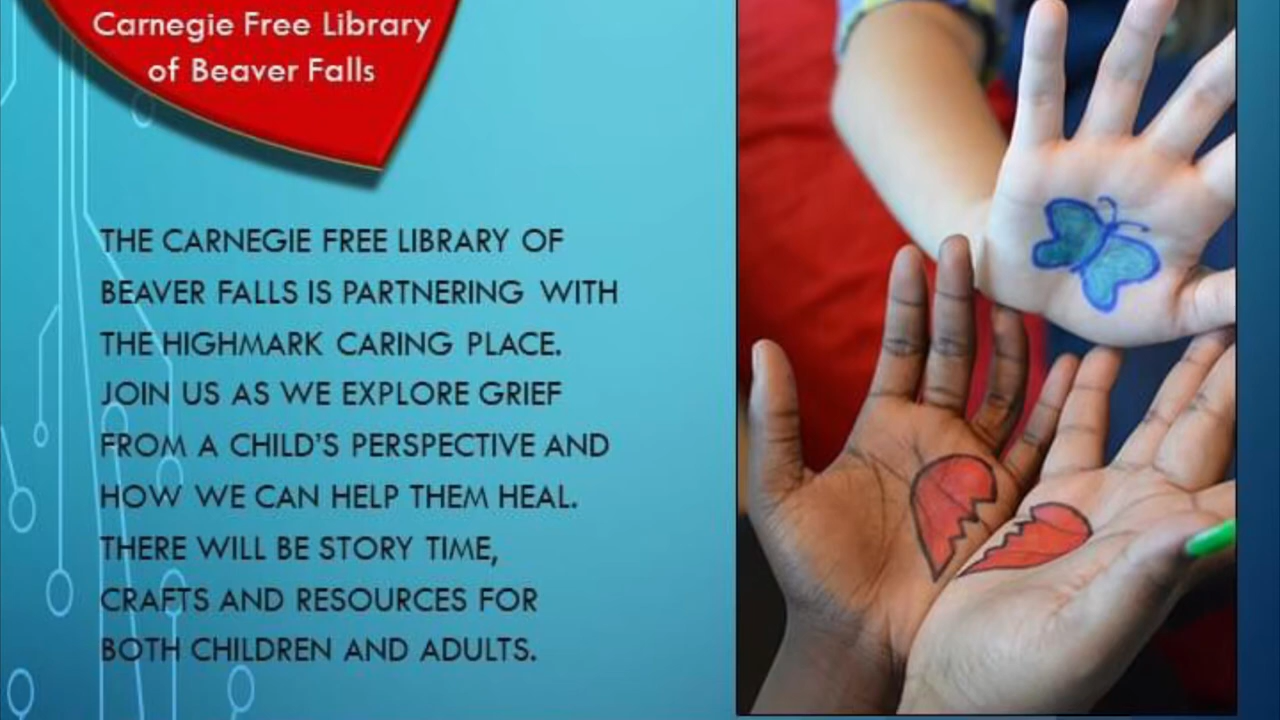 Carnegie Free Library
of Beaver Falls
THE CARNEGIE FREE LIBRARY OF
BEAVER FALLS IS PARTNERING WITH
THE HIGHMARK CARING PLACE.
JOIN US AS WE EXPLORE GRIEF
FROM A CHILD'S PERSPECTIVE AND
HOW WE CAN HELP THEM HEAL.
THERE WILL BE STORY TIME,
CRAFTS AND RESOURCES FOR
BOTH CHILDREN AND ADULTS.